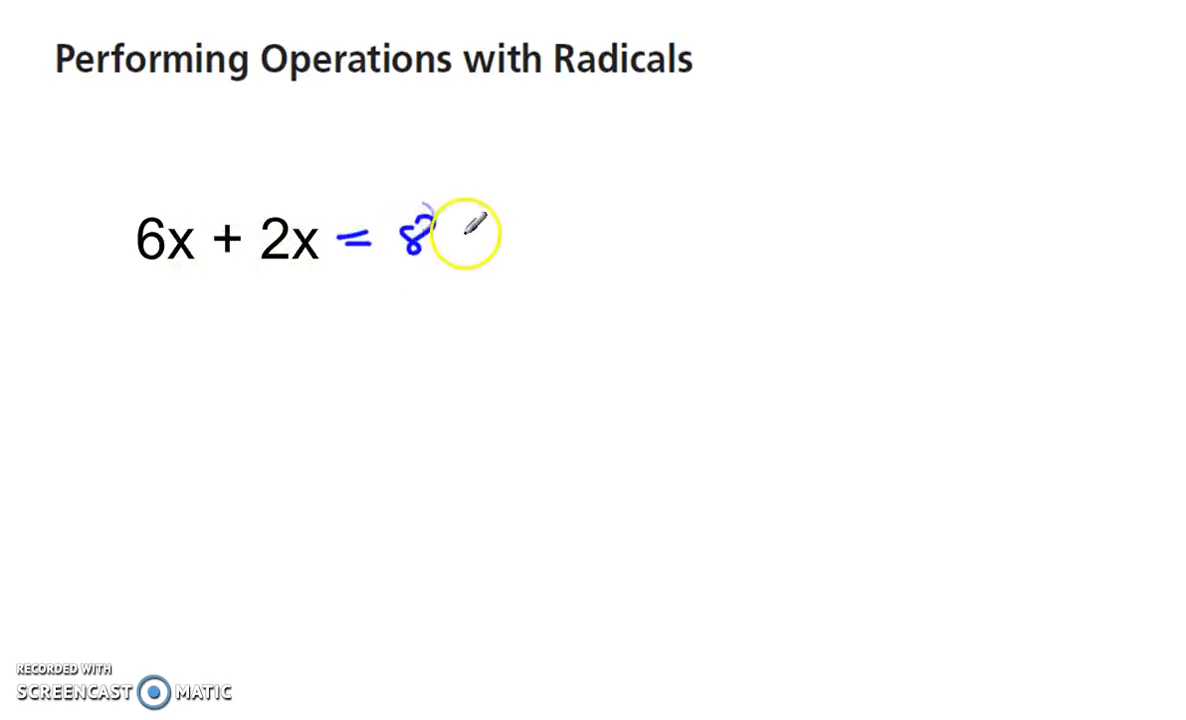 Performing Operations with Radicals
6x + 2x = 8
RECORDED WITH
SCREENCAST MATIC